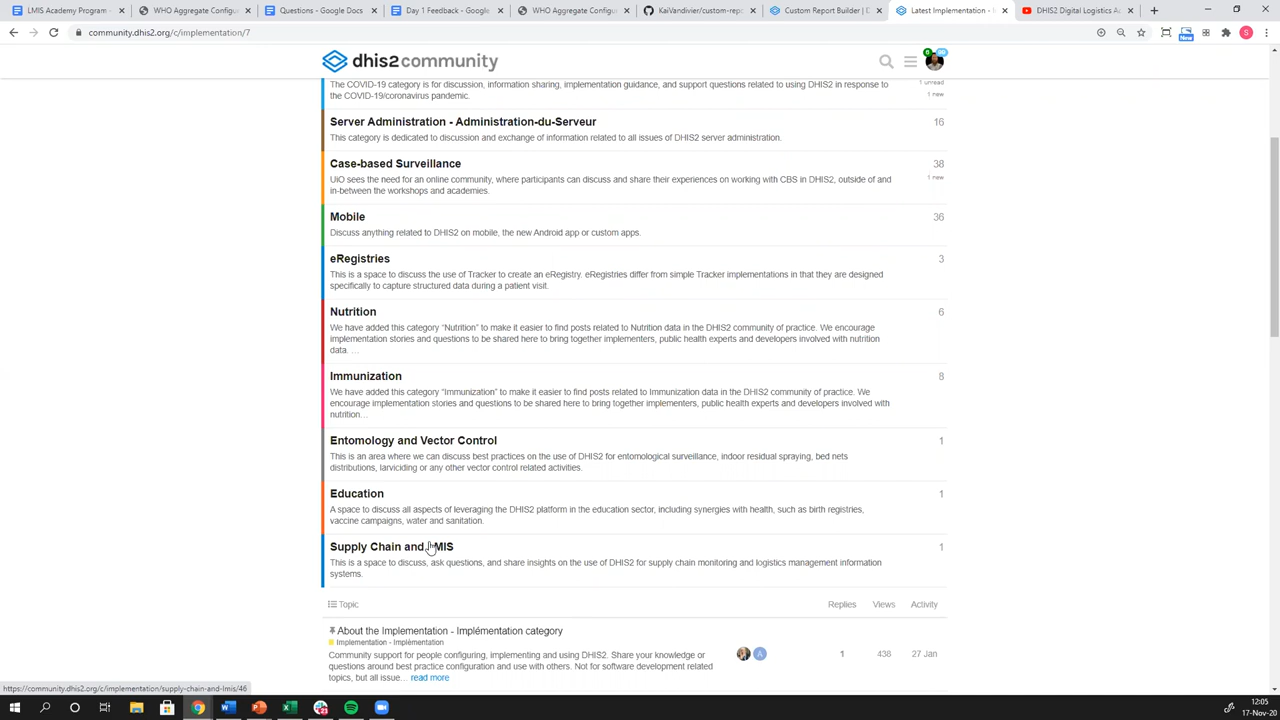 LMIS Academy Program -
WHO Aggregate Configur
Questions - Google Docs
Day 1 Feedback - Google
WHO Aggregate Configur
KaiVandivier/custom-repo
Custom Report Builder | D
Latest Implementation - I
DHIS2 Digital Logistics Ac
community.dhis2.org/c/implementation/7
New
S
dhis2community
The COVID-19 category is for discussion, information sharing, implementation guidance, and support questions related to using DHIS2 in response to
1 unread
the COVID-19/coronavirus pandemic.
1 new
Server Administration - Administration-du-Serveur
16
This category is dedicated to discussion and exchange of information related to all issues of DHIS2 server administration.
Case-based Surveillance
38
UiO sees the need for an online community, where participants can discuss and share their experiences on working with CBS in DHIS2, outside of and
1 new
in-between the workshops and academies.
Mobile
36
Discuss anything related to DHIS2 on mobile, the new Android app or custom apps.
eRegistries
3
This is a space to discuss the use of Tracker to create an eRegistry. eRegistries differ from simple Tracker implementations in that they are designed
specifically to capture structured data during a patient visit.
Nutrition
6
We have added this category “Nutrition” to make it easier to find posts related to Nutrition data in the DHIS2 community of practice. We encourage
implementation stories and questions to be shared here to bring together implementers, public health experts and developers involved with nutrition
data. …
Immunization
8
We have added this category “Immunization” to make it easier to find posts related to Immunization data in the DHIS2 community of practice. We
encourage implementation stories and questions to be shared here to bring together implementers, public health experts and developers involved with
nutrition…
Entomology and Vector Control
1
This is an area where we can discuss best practices on the use of DHIS2 for entomological surveillance, indoor residual spraying, bed nets
distributions, larviciding or any other vector control related activities.
Education
1
A space to discuss all aspects of leveraging the DHIS2 platform in the education sector, including synergies with health, such as birth registries,
vaccine campaigns, water and sanitation.
Supply Chain and LMIS
1
This is a space to discuss, ask questions, and share insights on the use of DHIS2 for supply chain monitoring and logistics management information
systems.
Topic
Replies
Views
Activity
About the Implementation - Implémentation category
Implementation - Implémentation
Community support for people configuring, implementing and using DHIS2. Share your knowledge or
A
1
438
27 Jan
questions around best practice configuration and use with others. Not for software development related
topics, but all issue… read more
https://community.dhis2.org/c/implementation/supply-chain-and-lmis/46
12:05
17-Nov-20